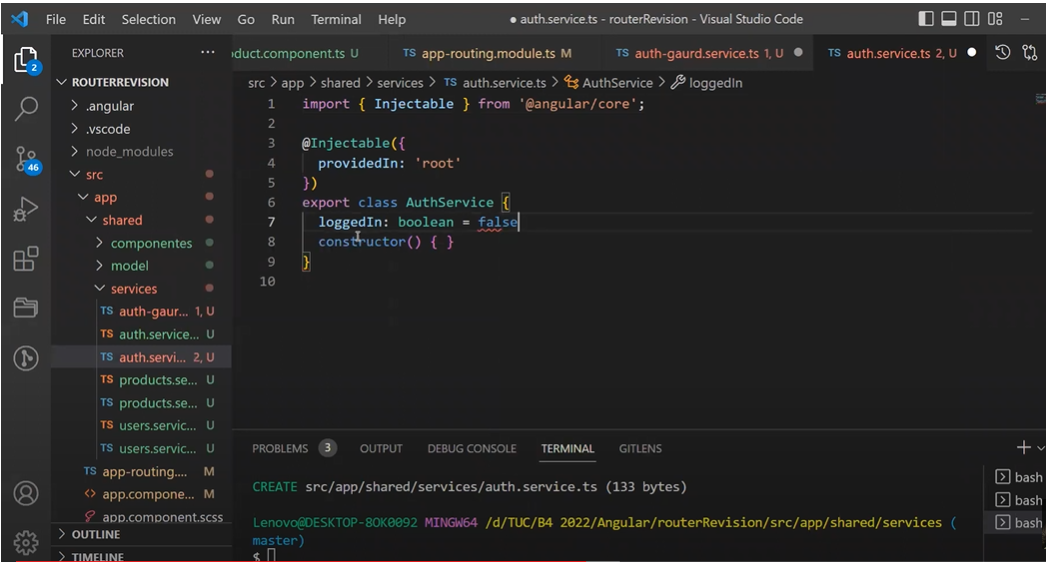 File Edit Selection View Go Run Terminal Help
● auth.service.ts - routerRevision - Visual Studio Code
EXPLORER ...
oduct.component.ts U
TS app-routing.module.ts M
TS auth-gaurd.service.ts 1, U ●
TS auth.service.ts 2, U ●
2
46
ROUTERREVISION
.angular
.vscode
node_modules
src
app
shared
componentes
model
services
TS auth-gaur... 1, U
TS auth.service... U
TS auth.servi... 2, U
TS products.se... U
TS products.se... U
TS users.servic... U
TS users.servic... U
TS app-routing.... M
<> app.compone... M
app.component.scss
OUTLINE
TIMELINE
src > app > shared > services > TS auth.service.ts > AuthService > loggedIn
1 import { Injectable } from '@angular/core';
2
3 @Injectable({
4 providedIn: 'root'
5 })
6 export class AuthService {
7 loggedIn: boolean = false
8 constructor() { }
9 }
10
PROBLEMS 3 OUTPUT DEBUG CONSOLE TERMINAL GITLENS
CREATE src/app/shared/services/auth.service.ts (133 bytes)
Lenovo@DESKTOP-8OK0092 MINGW64 /d/TUC/B4 2022/Angular/routerRevision/src/app/shared/services (
master)
$
bash
bash
bash